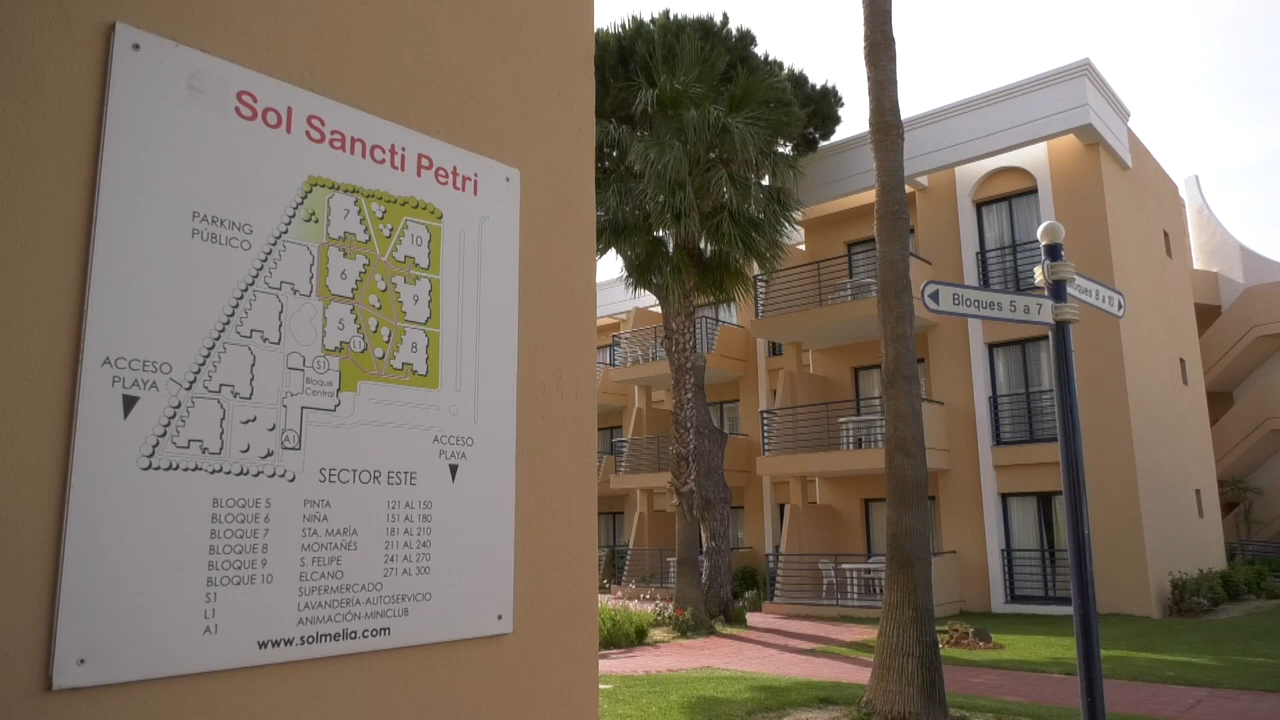 Sol Sancti Petri
PARKING
PÚBLICO
7
10
6
9
5
L1
8
S1
Bloque
Central
A1
ACCESO
PLAYA
ACCESO
PLAYA
SECTOR ESTE
BLOQUE 5 PINTA 121 AL 150
BLOQUE 6 NIÑA 151 AL 180
BLOQUE 7 STA. MARÍA 181 AL 210
BLOQUE 8 MONTAÑÉS 211 AL 240
BLOQUE 9 S. FELIPE 241 AL 270
BLOQUE 10 ELCANO 271 AL 300
S1 SUPERMERCADO
L1 LAVANDERÍA-AUTOSERVICIO
A1 ANIMACIÓN-MINICLUB
www.solmelia.com
Bloques 5 a 7
Bloques 8 a 10